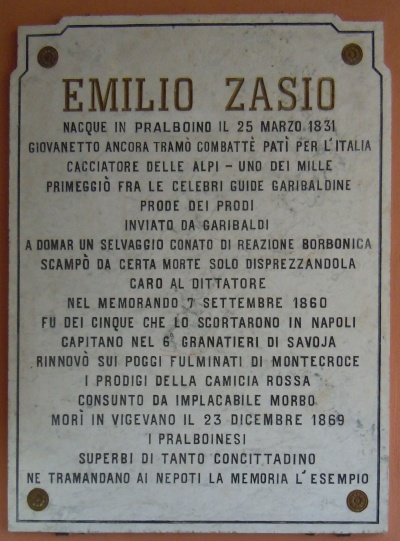 EMILIO ZASIO
NACQUE IN PRALBOINO IL 25 MARZO 1831
GIOVANETTO ANCORA TRAMÒ COMBATTÈ PATÌ PER L'ITALIA
CACCIATORE DELLE ALPI - UNO DEI MILLE
PRIMEGGIÒ FRA LE CELEBRI GUIDE GARIBALDINE
PRODE DEI PRODI
INVIATO DA GARIBALDI
A DOMAR UN SELVAGGIO CONATO DI REAZIONE BORBONICA
SCAMPÒ DA CERTA MORTE SOLO DISPREZZANDOLA
CARO AL DITTATORE
NEL MEMORANDO 7 SETTEMBRE 1860
FU DEI CINQUE CHE LO SCORTARONO IN NAPOLI
CAPITANO NEL 6° GRANATIERI DI SAVOJA
RINNOVÒ SUI POGGI FULMINATI DI MONTECROCE
I PRODIGI DELLA CAMICIA ROSSA
CONSUNTO DA IMPLACABILE MORBO
MORÌ IN VIGEVANO IL 23 DICEMBRE 1869
I PRALBOINESI
SUPERBI DI TANTO CONCITTADINO
NE TRAMANDANO AI NEPOTI LA MEMORIA L'ESEMPIO